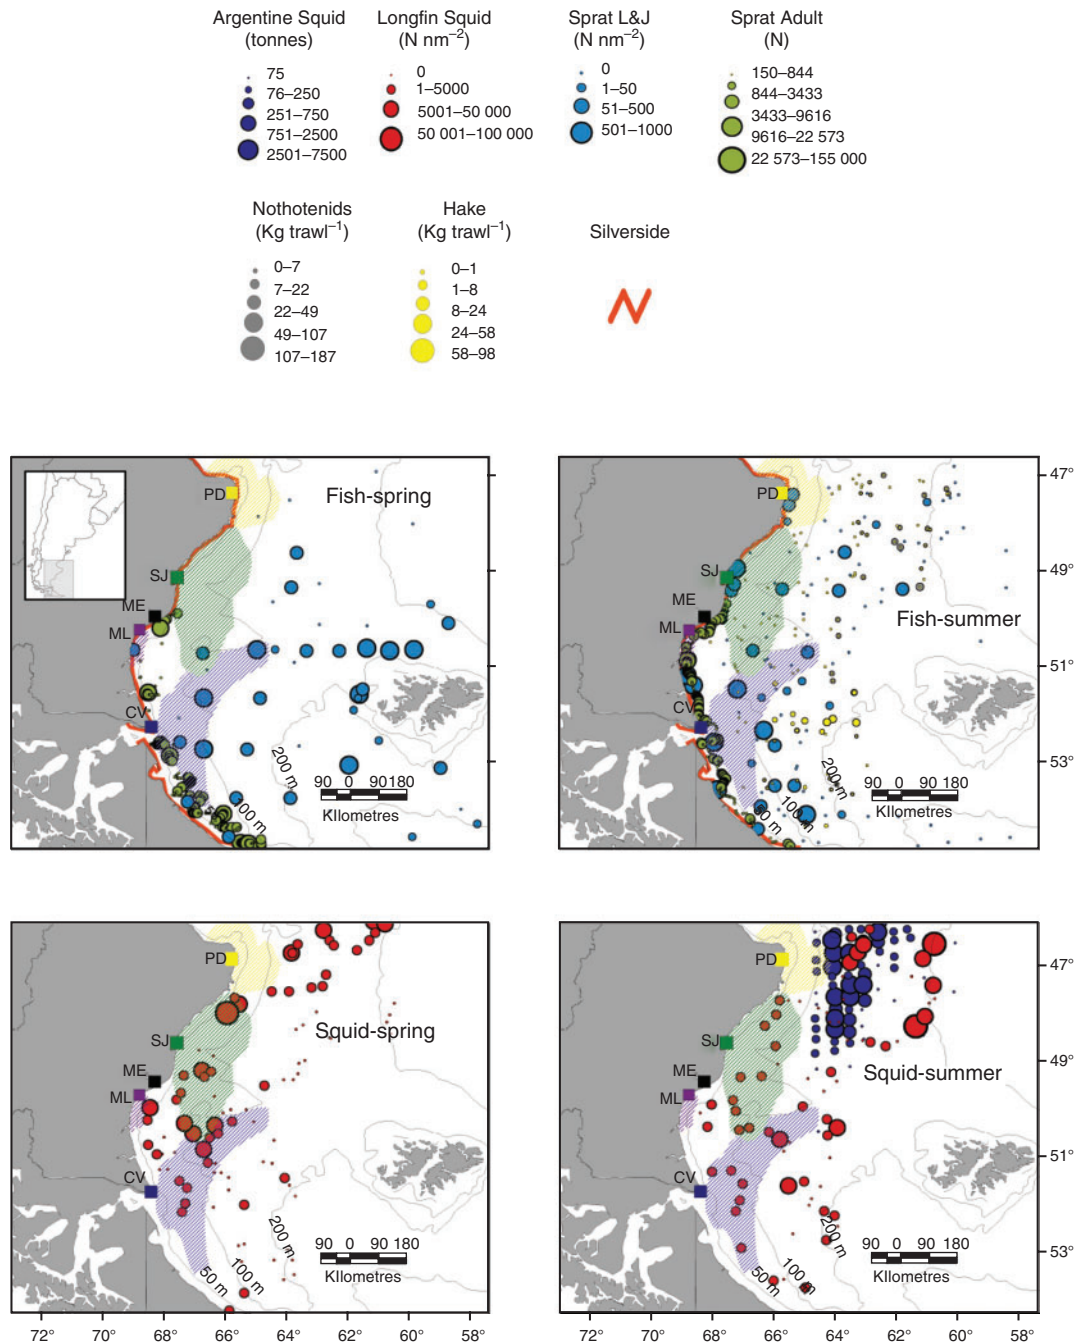 Argentine Squid
(tonnes)
75
76–250
251–750
751–2500
2501–7500
Longfin Squid
(N nm⁻²)
0
1–5000
5001–50 000
50 001–100 000
Sprat L&J
(N nm⁻²)
0
1–50
51–500
501–1000
Sprat Adult
(N)
150–844
844–3433
3433–9616
9616–22 573
22 573–155 000
Nothotenids
(Kg trawl⁻¹)
0–7
7–22
22–49
49–107
107–187
Hake
(Kg trawl⁻¹)
0–1
1–8
8–24
24–58
58–98
Silverside
PD
Fish-spring
SJ
ME
ML
CV
200 m
100 m
90 0 90 180
KIlometres
PD
SJ
ME
ML
CV
Fish-summer
200 m
100 m
50 m
90 0 90 180
KIlometres
47°
49°
51°
53°
PD
SJ
Squid-spring
ME
ML
CV
200 m
100 m
50 m
90 0 90 180
KIlometres
72° 70° 68° 66° 64° 62° 60° 58°
PD
SJ
ME
ML
CV
Squid-summer
200 m
100 m
50 m
90 0 90 180
KIlometres
47°
49°
51°
53°
72° 70° 68° 66° 64° 62° 60° 58°